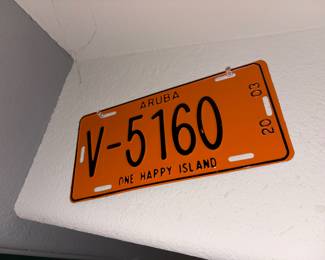 ARUBA
V-5160
20 03
ONE HAPPY ISLAND